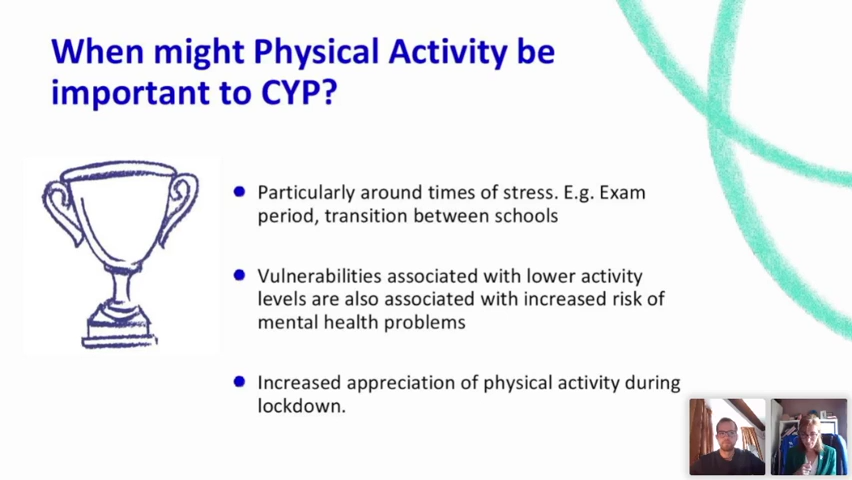 When might Physical Activity be
important to CYP?
Particularly around times of stress. E.g. Exam
period, transition between schools
Vulnerabilities associated with lower activity
levels are also associated with increased risk of
mental health problems
Increased appreciation of physical activity during
lockdown.